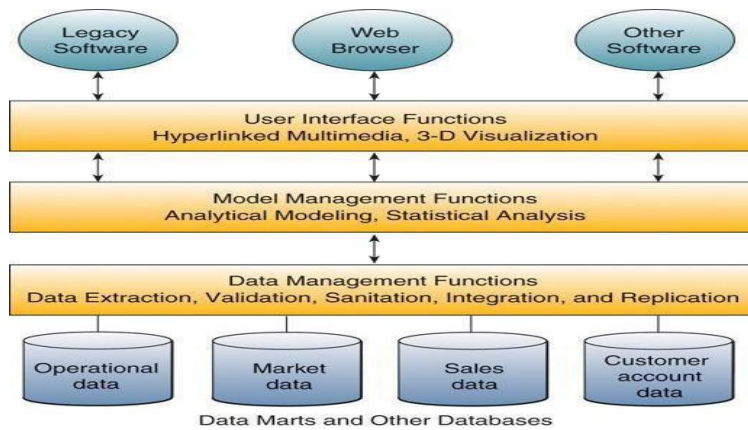 Legacy
Software
Web
Browser
Other
Software
User Interface Functions
Hyperlinked Multimedia, 3-D Visualization
Model Management Functions
Analytical Modeling, Statistical Analysis
Data Management Functions
Data Extraction, Validation, Sanitation, Integration, and Replication
Operational
data
Market
data
Sales
data
Customer
account
data
Data Marts and Other Databases